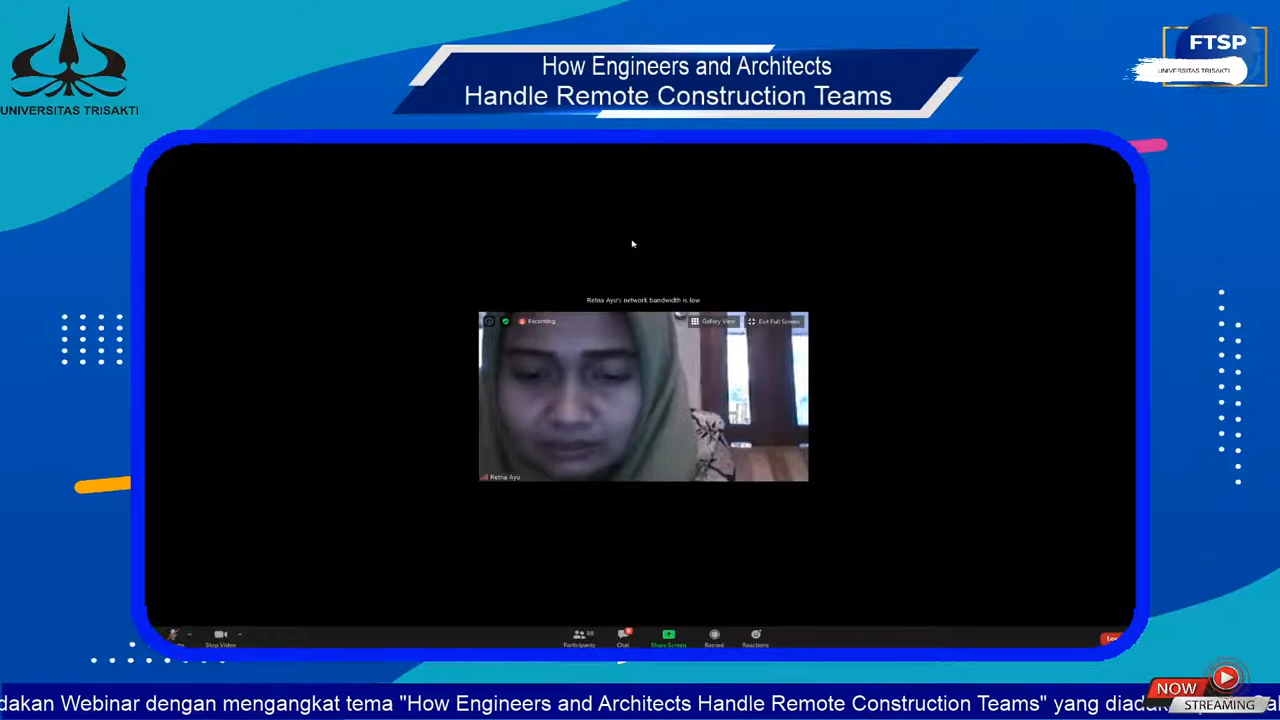 UNIVERSITAS TRISAKTI
How Engineers and Architects
Handle Remote Construction Teams
FTSP
UNIVERSITAS TRISAKTI
Retna Ayu's network bandwidth is low
Recording
Gallery View
Exit Full Screen
Retna Ayu
Stop Video
Participants
Chat
Share Screen
Record
Reactions
dakan Webinar dengan mengangkat tema "How Engineers and Architects Handle Remote Construction Teams" yang
NOW
STREAMING